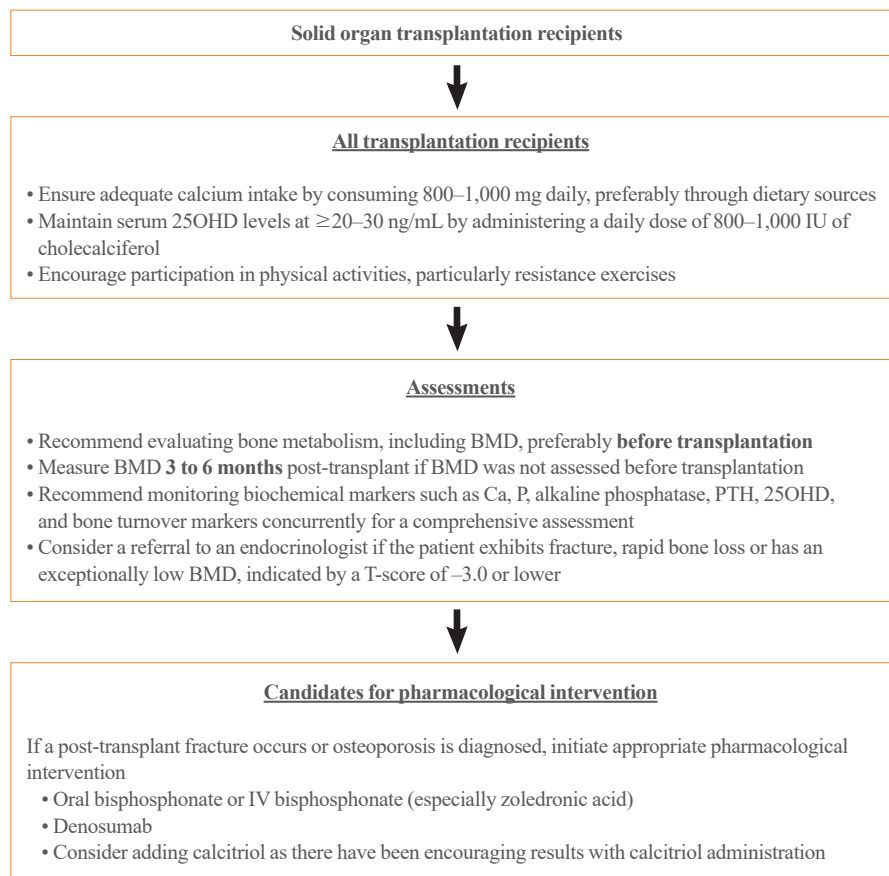 Solid organ transplantation recipients
All transplantation recipients
• Ensure adequate calcium intake by consuming 800–1,000 mg daily, preferably through dietary sources
• Maintain serum 25OHD levels at ≥20–30 ng/mL by administering a daily dose of 800–1,000 IU of
cholecalciferol
• Encourage participation in physical activities, particularly resistance exercises
Assessments
• Recommend evaluating bone metabolism, including BMD, preferably before transplantation
• Measure BMD 3 to 6 months post-transplant if BMD was not assessed before transplantation
• Recommend monitoring biochemical markers such as Ca, P, alkaline phosphatase, PTH, 25OHD,
and bone turnover markers concurrently for a comprehensive assessment
• Consider a referral to an endocrinologist if the patient exhibits fracture, rapid bone loss or has an
exceptionally low BMD, indicated by a T-score of –3.0 or lower
Candidates for pharmacological intervention
If a post-transplant fracture occurs or osteoporosis is diagnosed, initiate appropriate pharmacological
intervention
• Oral bisphosphonate or IV bisphosphonate (especially zoledronic acid)
• Denosumab
• Consider adding calcitriol as there have been encouraging results with calcitriol administration